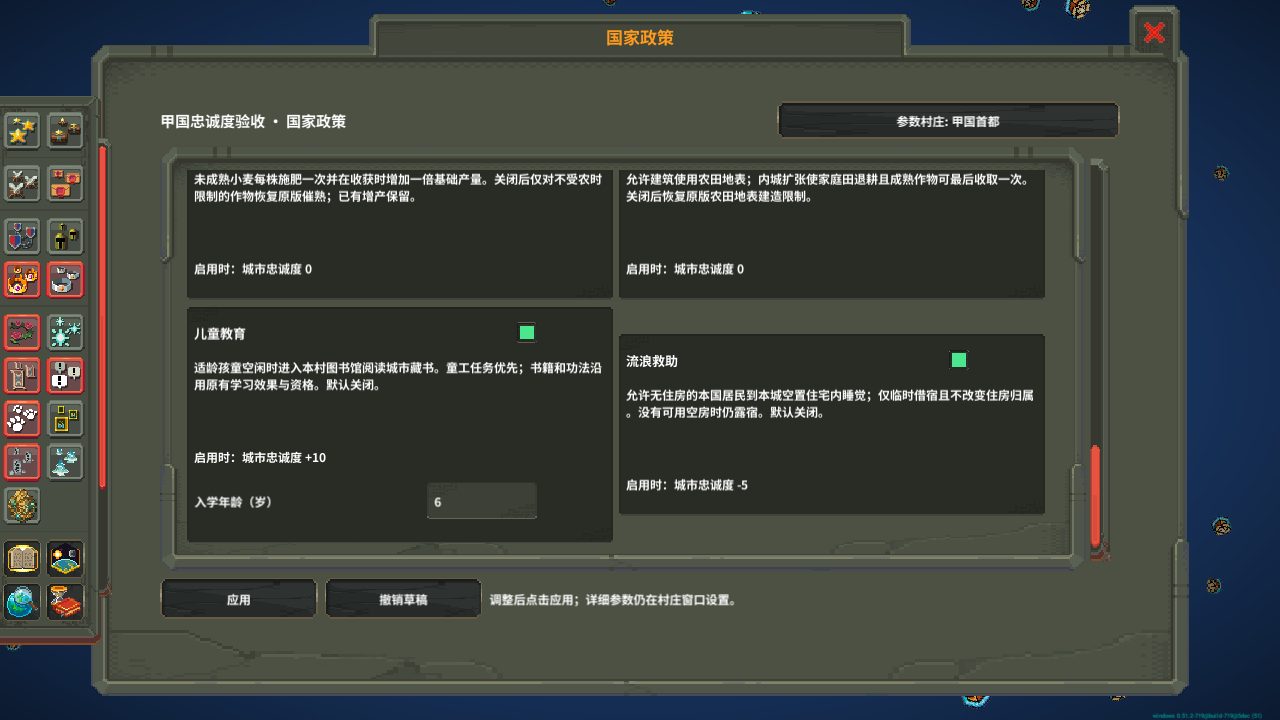 国家政策
甲国忠诚度验收 · 国家政策
参数村庄: 甲国首都
未成熟小麦每株施肥一次并在收获时增加一倍基础产量。关闭后仅对不受农时
限制的作物恢复原版催熟；已有增产保留。
启用时：城市忠诚度 0
允许建筑使用农田地表；内城扩张使家庭田退耕且成熟作物可最后收取一次。
关闭后恢复原版农田地表建造限制。
启用时：城市忠诚度 0
儿童教育
适龄孩童空闲时进入本村图书馆阅读城市藏书。童工任务优先；书籍和功法沿
用原有学习效果与资格。默认关闭。
启用时：城市忠诚度 +10
入学年龄（岁）
6
流浪救助
允许无住房的本国居民到本城空置住宅内睡觉；仅临时借宿且不改变住房归属
。没有可用空房时仍露宿。默认关闭。
启用时：城市忠诚度 -5
应用
撤销草稿
调整后点击应用；详细参数仍在村庄窗口设置。